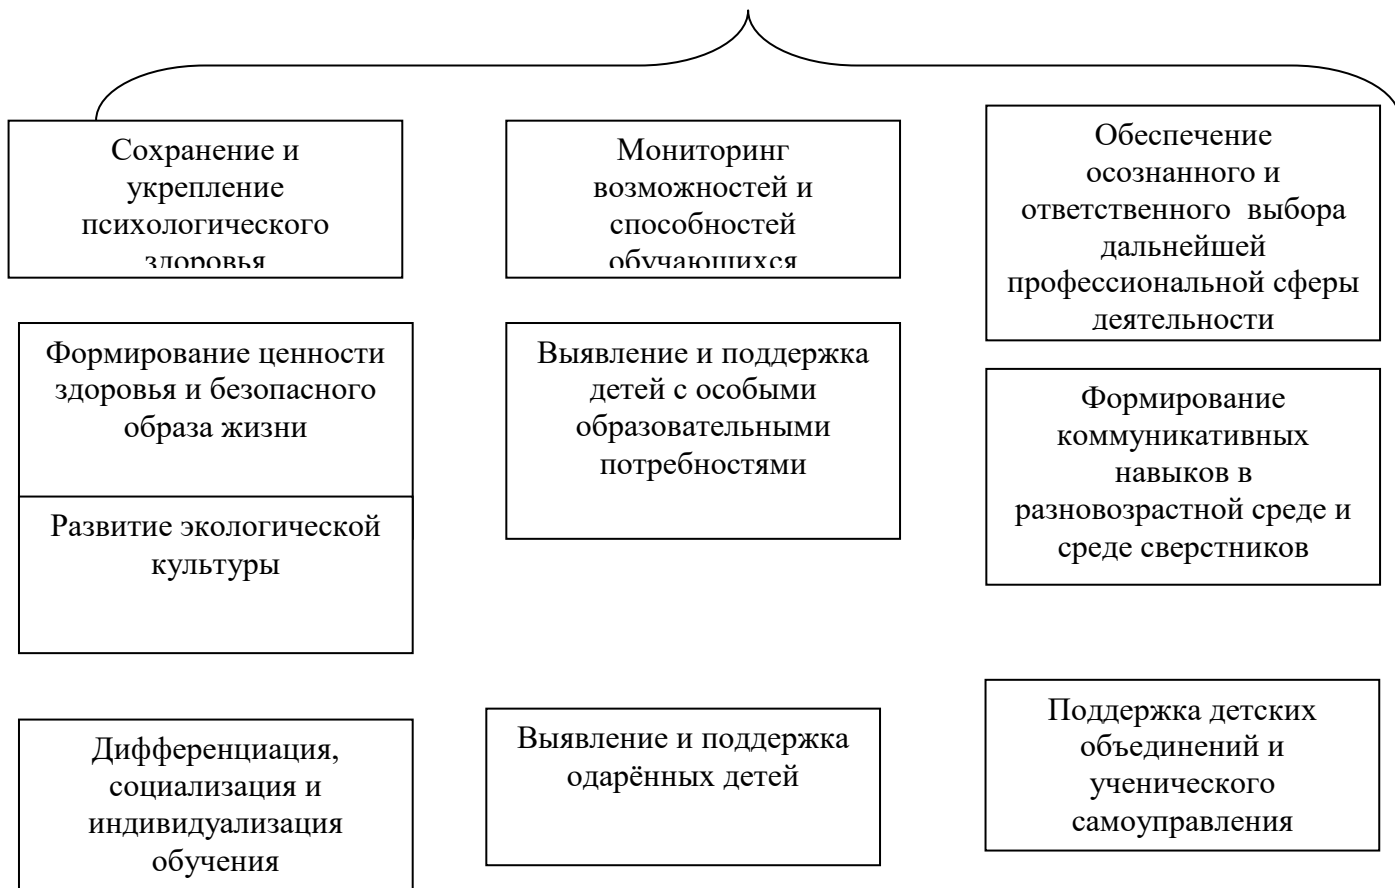 Сохранение и
укрепление
психологического
здоровья
Мониторинг
возможностей и
способностей
обучающихся
Обеспечение
осознанного и
ответственного  выбора
дальнейшей
профессиональной сферы
деятельности
Формирование ценности
здоровья и безопасного
образа жизни
Выявление и поддержка
детей с особыми
образовательными
потребностями
Формирование
коммуникативных
навыков в
разновозрастной среде и
среде сверстников
Развитие экологической
культуры
Дифференциация,
социализация и
индивидуализация
обучения
Выявление и поддержка
одарённых детей
Поддержка детских
объединений и
ученического
самоуправления